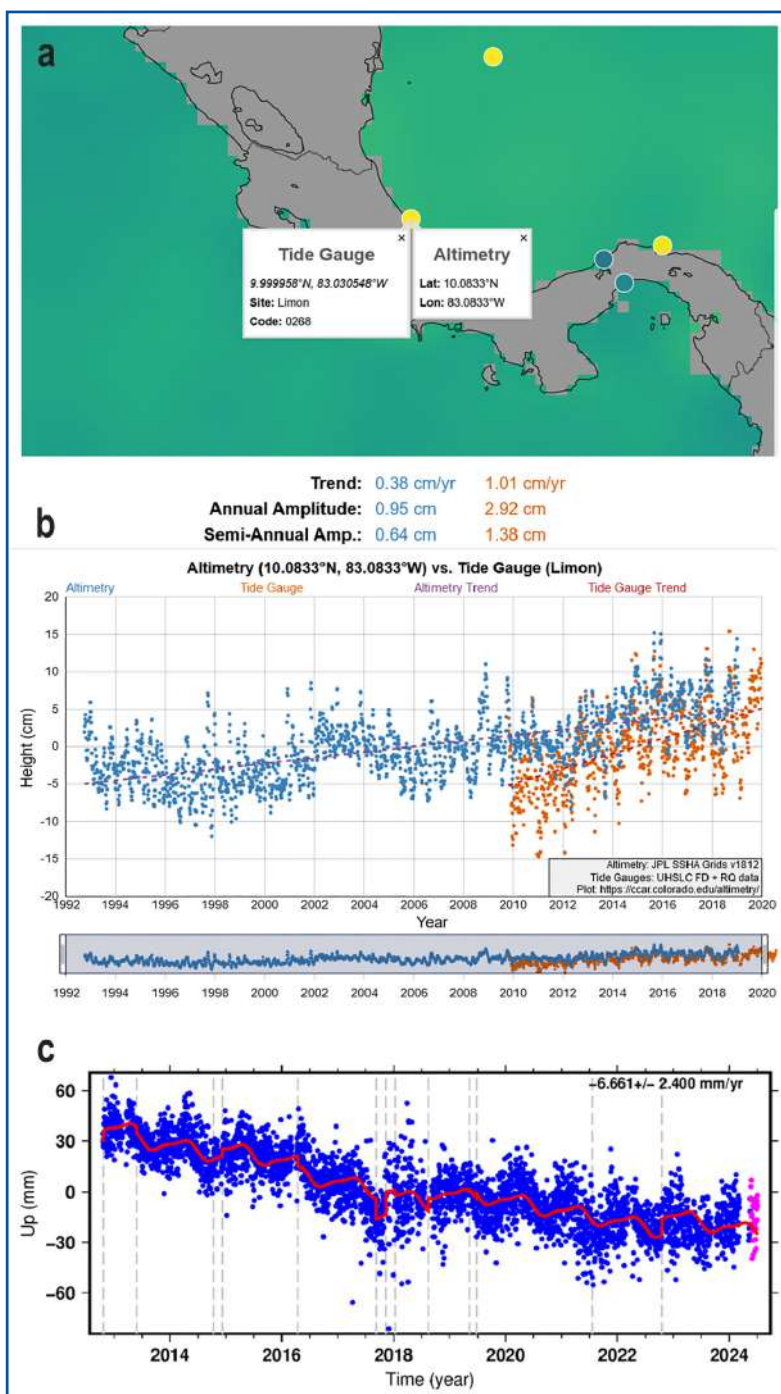 a
×
×
Tide Gauge
Altimetry
9.999958°N, 83.030548°W
Site: Limon
Code: 0268
Lat: 10.0833°N
Lon: 83.0833°W
Trend: 0.38 cm/yr 1.01 cm/yr
Annual Amplitude: 0.95 cm 2.92 cm
Semi-Annual Amp.: 0.64 cm 1.38 cm
b
Altimetry (10.0833°N, 83.0833°W) vs. Tide Gauge (Limon)
Altimetry Tide Gauge Altimetry Trend Tide Gauge Trend
20
15
10
5
0
-5
-10
-15
-20
Height (cm)
Altimetry: JPL SSHA Grids v1812
Tide Gauges: UHSLC FD + RQ data
Plot: https://ccar.colorado.edu/altimetry/
1992 1994 1996 1998 2000 2002 2004 2006 2008 2010 2012 2014 2016 2018 2020
Year
1992 1994 1996 1998 2000 2002 2004 2006 2008 2010 2012 2014 2016 2018 2020
c
−6.661+/− 2.400 mm/yr
60
30
0
−30
−60
Up (mm)
2014 2016 2018 2020 2022 2024
Time (year)